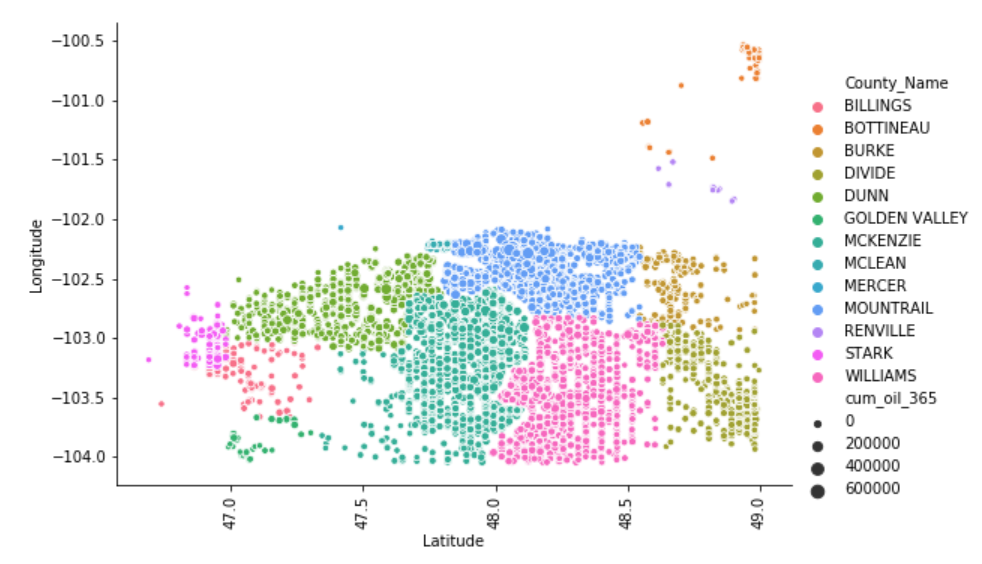 −100.5
−101.0
−101.5
−102.0
−102.5
−103.0
−103.5
−104.0
Longitude
47.0
47.5
48.0
48.5
49.0
Latitude
County_Name
BILLINGS
BOTTINEAU
BURKE
DIVIDE
DUNN
GOLDEN VALLEY
MCKENZIE
MCLEAN
MERCER
MOUNTRAIL
RENVILLE
STARK
WILLIAMS
cum_oil_365
0
200000
400000
600000